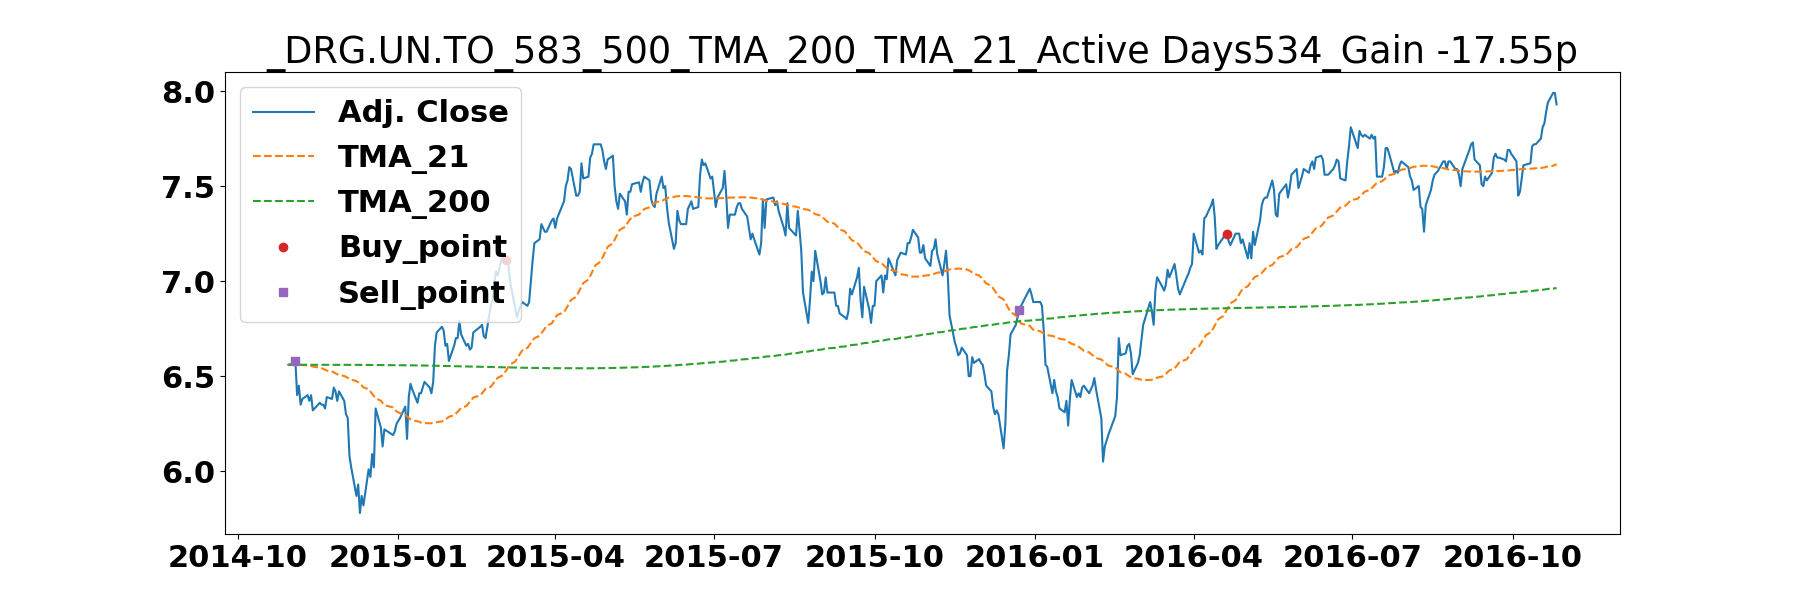 _DRG.UN.TO_583_500_TMA_200_TMA_21_Active Days534_Gain -17.55p
8.0
7.5
7.0
6.5
6.0
Adj. Close
TMA_21
TMA_200
Buy_point
Sell_point
2014-10 2015-01 2015-04 2015-07 2015-10 2016-01 2016-04 2016-07 2016-10